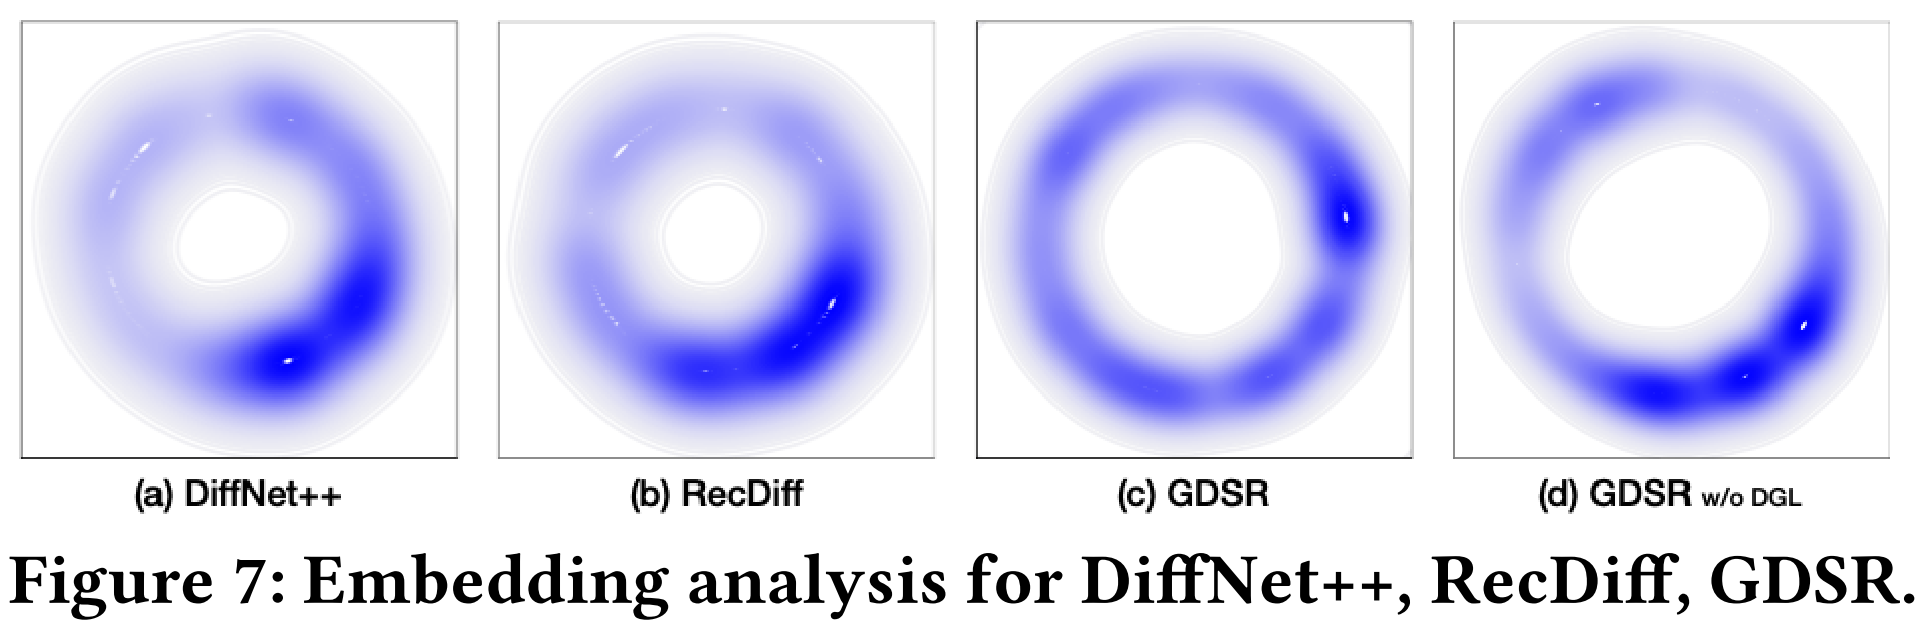 (a) DiffNet++ (b) RecDiff (c) GDSR (d) GDSR w/o DGL
Figure 7: Embedding analysis for DiffNet++, RecDiff, GDSR.